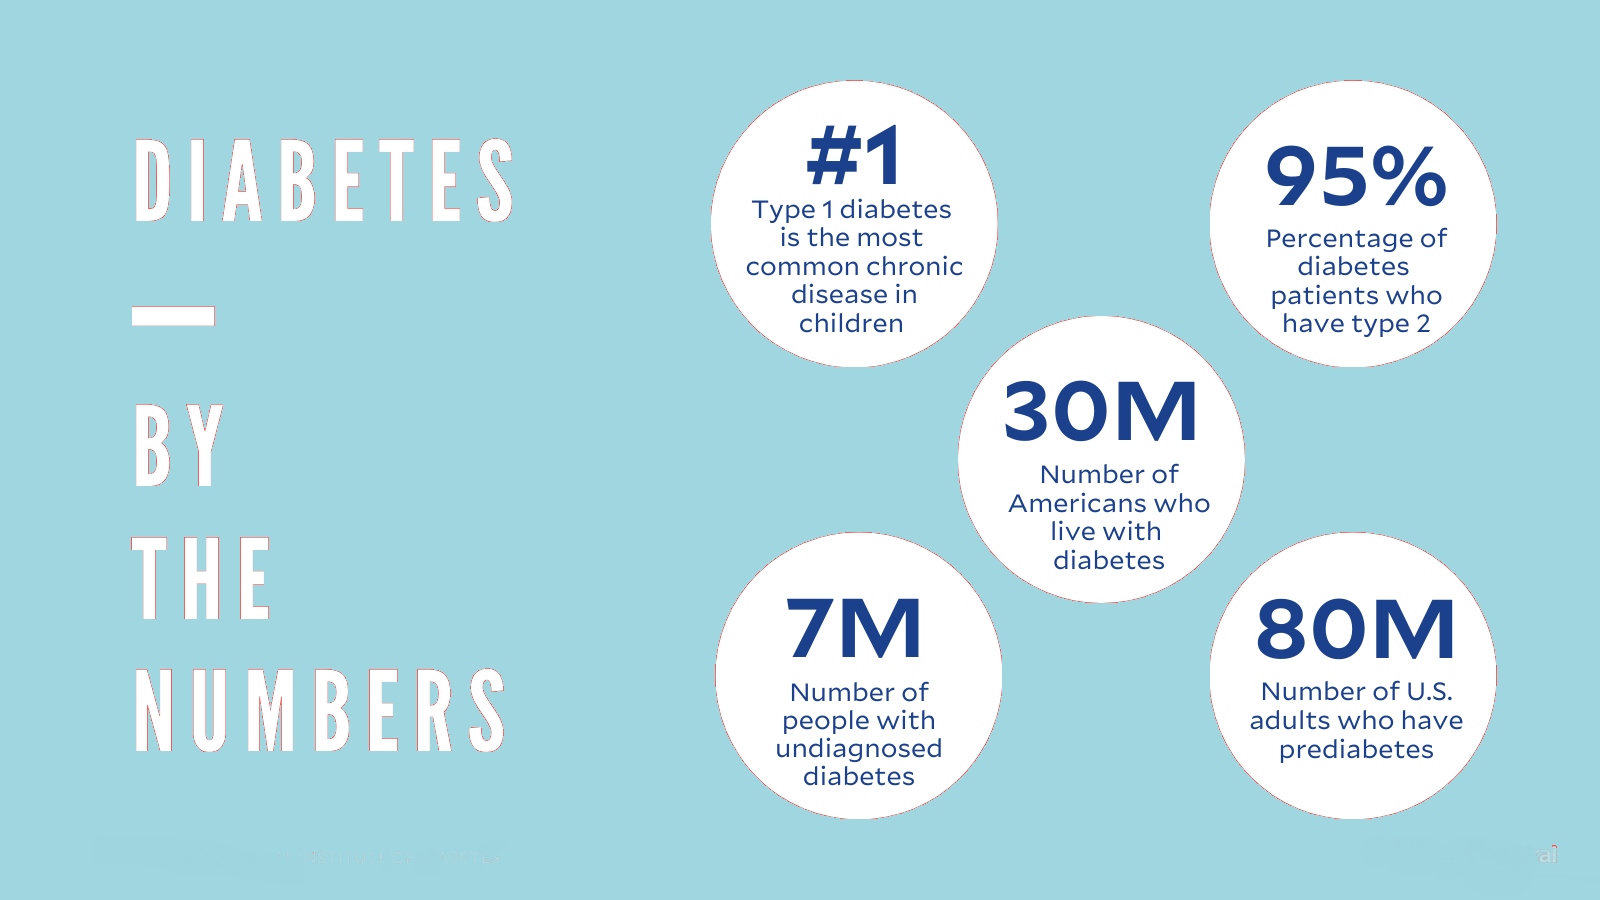 DIABETES
BY
THE
NUMBERS
#1
Type 1 diabetes
is the most
common chronic
disease in
children
95%
Percentage of
diabetes
patients who
have type 2
30M
Number of
Americans who
live with
diabetes
7M
Number of
people with
undiagnosed
diabetes
80M
Number of U.S.
adults who have
prediabetes